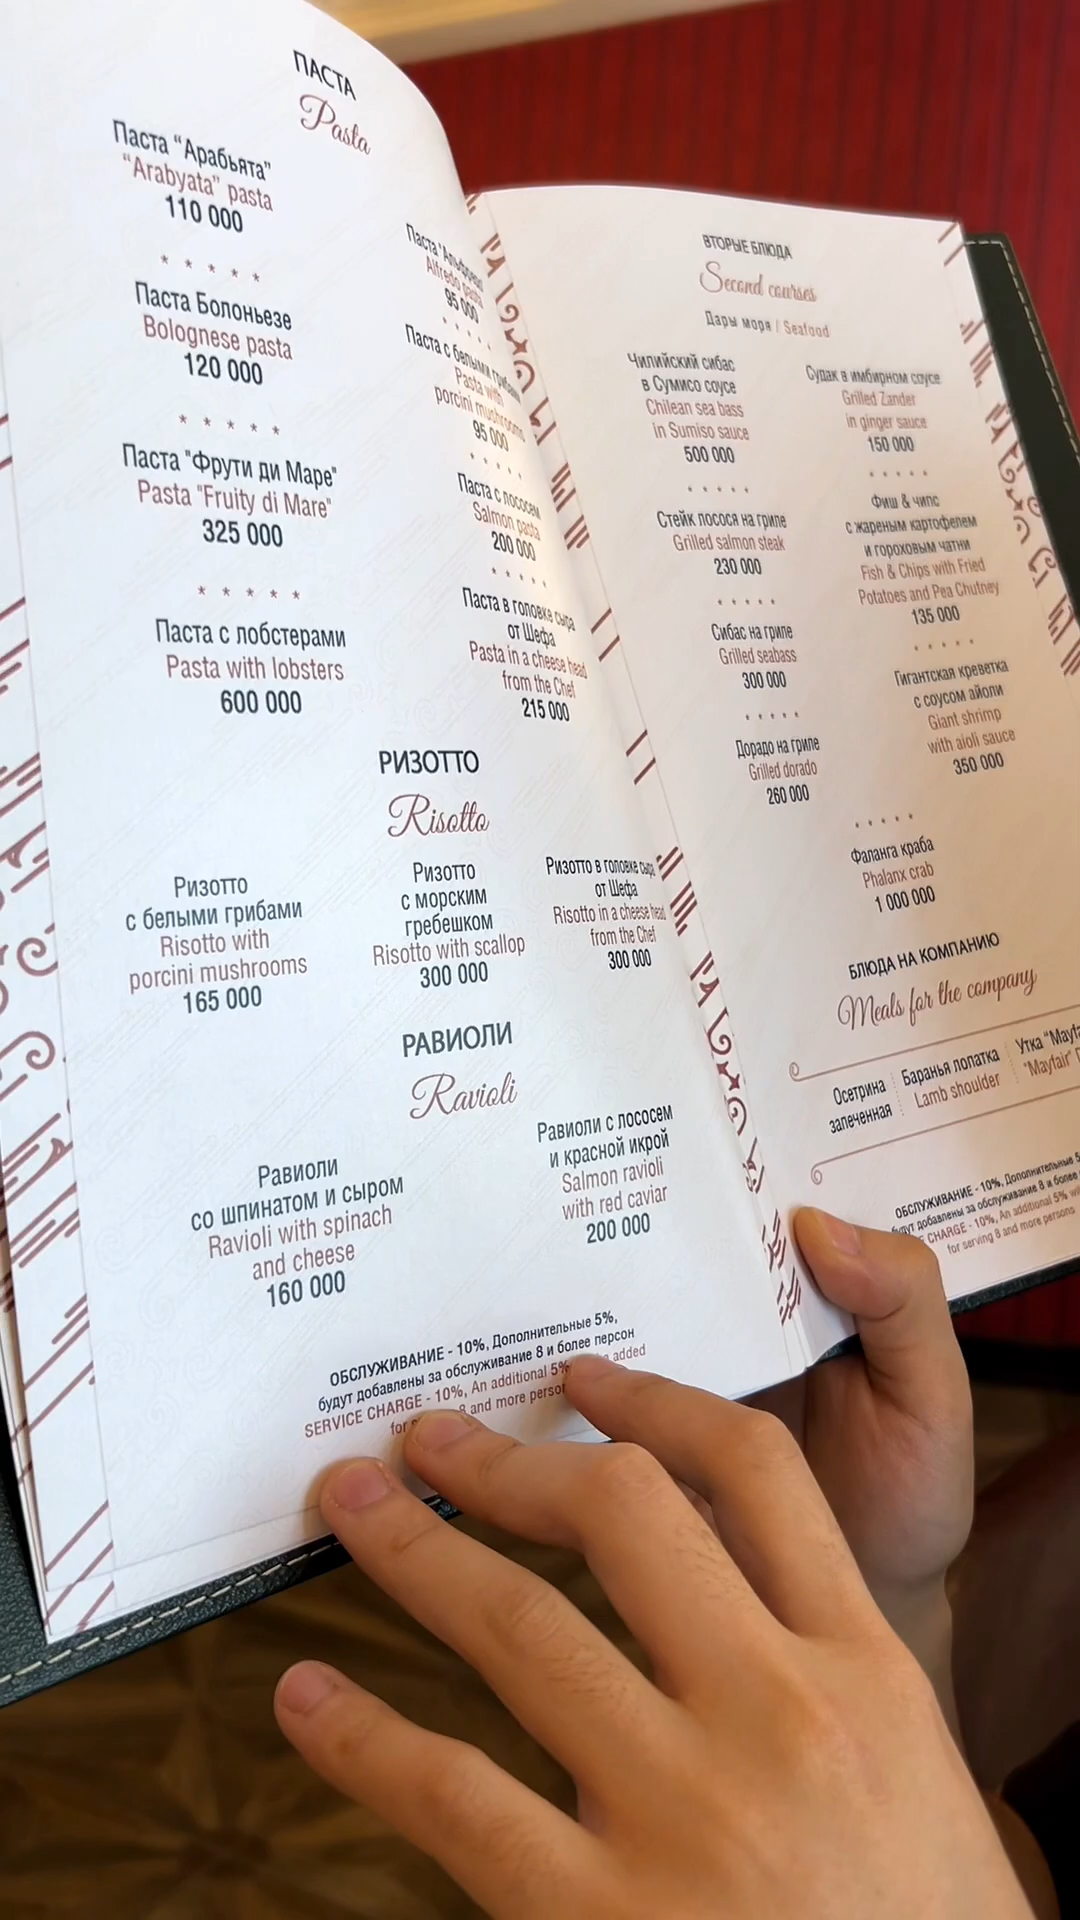 ПАСТА
Pasta
Паста “Арабьята”
“Arabyata” pasta
110 000
* * * * *
Паста Болоньезе
Bolognese pasta
120 000
* * * * *
Паста "Фрути ди Маре"
Pasta "Fruity di Mare"
325 000
* * * * *
Паста с лобстерами
Pasta with lobsters
600 000
Паста
Alfredo pasta
95 000
* * * * *
Паста с белыми грибами
Pasta with
porcini mushrooms
95 000
* * * * *
Паста с лососем
Salmon pasta
200 000
* * * * *
Паста в головке сыра
от Шефа
Pasta in a cheese head
from the Chef
215 000
РИЗОТТО
Risotto
Ризотто
с белыми грибами
Risotto with
porcini mushrooms
165 000
Ризотто
с морским
гребешком
Risotto with scallop
300 000
Ризотто в головке сыра
от Шефа
Risotto in a cheese head
from the Chef
300 000
РАВИОЛИ
Ravioli
Равиоли
со шпинатом и сыром
Ravioli with spinach
and cheese
160 000
Равиоли с лососем
и красной икрой
Salmon ravioli
with red caviar
200 000
ОБСЛУЖИВАНИЕ - 10%, Дополнительные 5%,
будут добавлены за обслуживание 8 и более персон
SERVICE CHARGE - 10%, An additional 5% added
for 8 and more
ВТОРЫЕ БЛЮДА
Second courses
Дары моря / Seafood
Чилийский сибас
в Сумисо соусе
Chilean sea bass
in Sumiso sauce
500 000
* * * * *
Стейк лосося на гриле
Grilled salmon steak
230 000
* * * * *
Сибас на гриле
Grilled seabass
300 000
* * * * *
Дорадо на гриле
Grilled dorado
260 000
Судак в имбирном соусе
Grilled Zander
in ginger sauce
150 000
* * * * *
Фиш & чипс
с жареным картофелем
и гороховым чатни
Fish & Chips with Fried
Potatoes and Pea Chutney
135 000
* * * * *
Гигантская креветка
с соусом айоли
Giant shrimp
with aioli sauce
350 000
* * * * *
Фаланга краба
Phalanx crab
1 000 000
БЛЮДА НА КОМПАНИЮ
Meals for the company
Осетрина
запеченная
Баранья лопатка
Lamb shoulder
Утка
ОБСЛУЖИВАНИЕ - 10%, Дополнительные
будут добавлены за обслуживание 8 и более
CHARGE - 10%, An additional 5%
for serving 8 and more persons